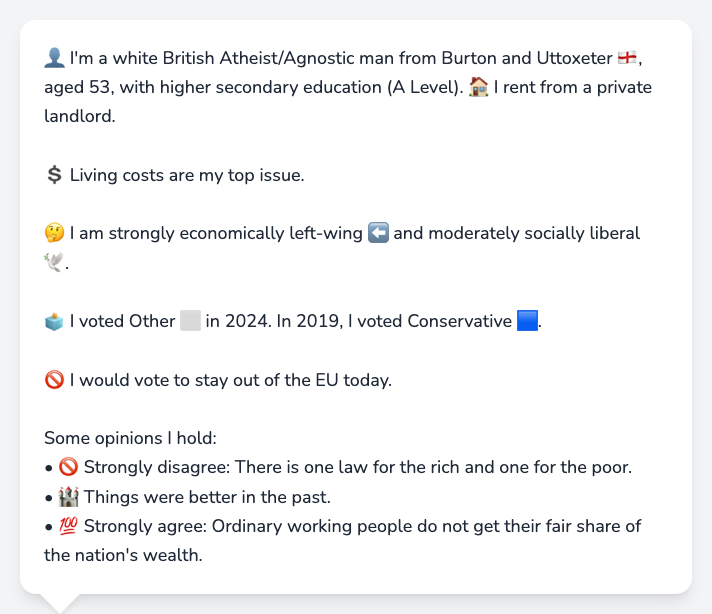 👤 I'm a white British Atheist/Agnostic man from Burton and Uttoxeter 🏴󠁧󠁢󠁥󠁮󠁧󠁿,
aged 53, with higher secondary education (A Level). 🏠 I rent from a private
landlord.
💲 Living costs are my top issue.
🤔 I am strongly economically left-wing ⬅️ and moderately socially liberal
🕊️.
🗳️ I voted Other ⬜ in 2024. In 2019, I voted Conservative 🟦.
🚫 I would vote to stay out of the EU today.
Some opinions I hold:
• 🚫 Strongly disagree: There is one law for the rich and one for the poor.
• 🏰 Things were better in the past.
• 💯 Strongly agree: Ordinary working people do not get their fair share of
the nation's wealth.